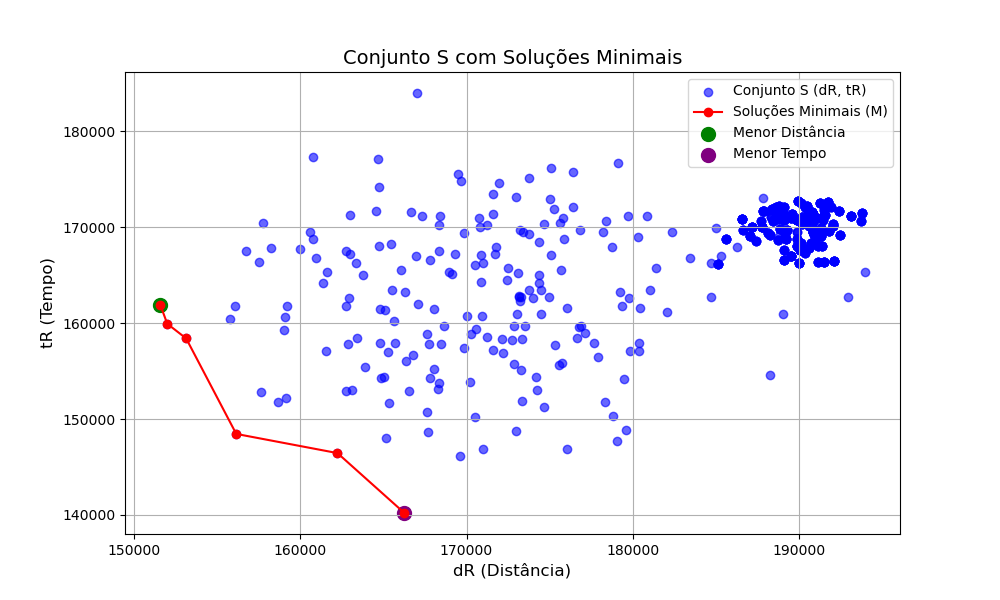 Conjunto S com Soluções Minimais
Conjunto S (dR, tR)
Soluções Minimais (M)
Menor Distância
Menor Tempo
tR (Tempo)
180000
170000
160000
150000
140000
150000 160000 170000 180000 190000
dR (Distância)